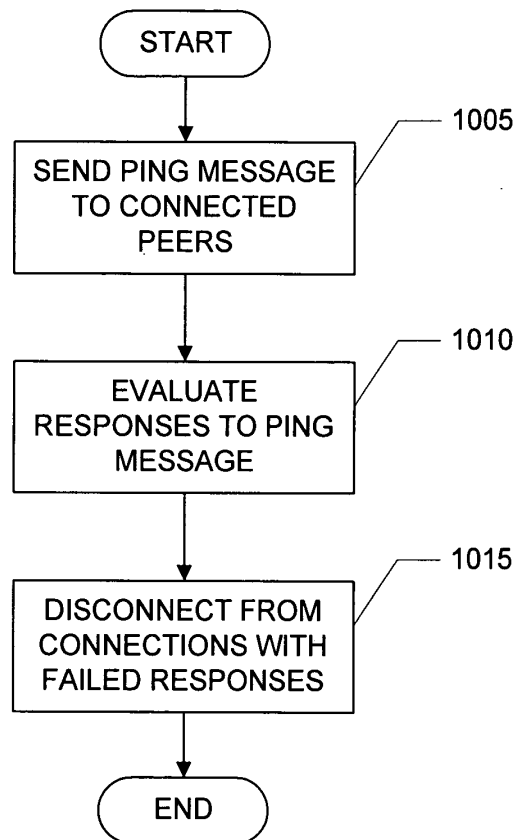 START
1005
SEND PING MESSAGE
TO CONNECTED
PEERS
1010
EVALUATE
RESPONSES TO PING
MESSAGE
1015
DISCONNECT FROM
CONNECTIONS WITH
FAILED RESPONSES
END